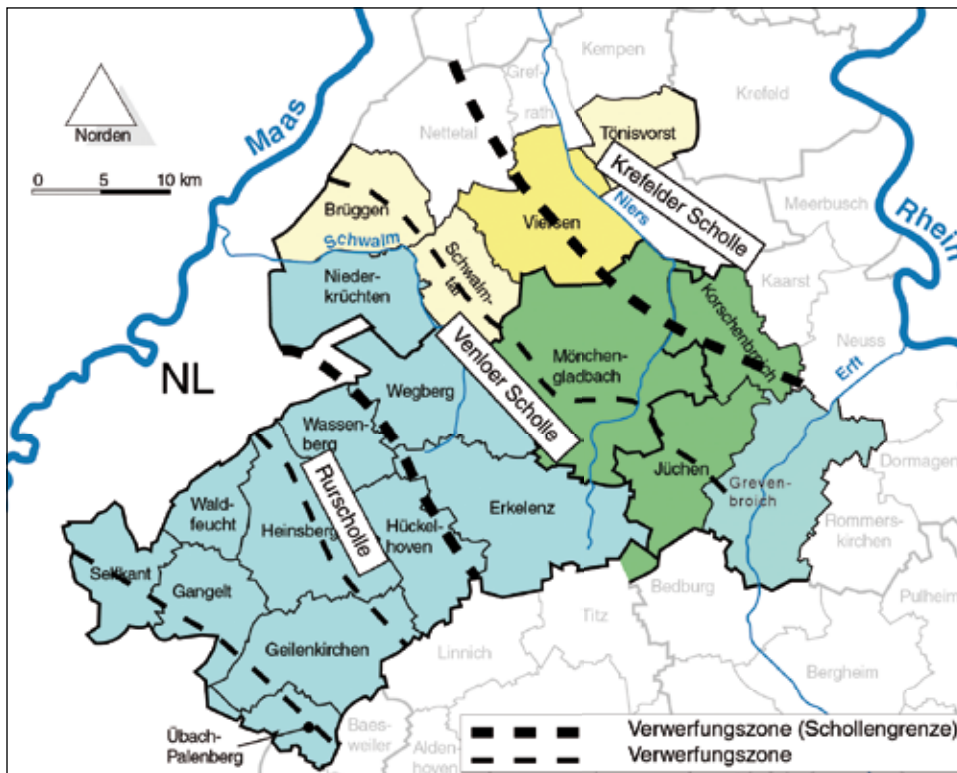 Kempen
Gref-
rath
Krefeld
Norden
Maas
Nettetal
Tönisvorst
0 5 10 km
Krefelder Scholle
Meerbusch
Rhein
Brüggen
Viersen
Niers
Schwalm
Schwalm-
tal
Kaarst
Nieder-
krüchten
Korschenbroich
Neuss
Venloer Scholle
Mönchen-
gladbach
Erft
NL
Wegberg
Wassen-
berg
Jüchen
Dormagen
Greven-
broich
Rurscholle
Wald-
feucht
Heinsberg
Hückel-
hoven
Erkelenz
Rommers-
kirchen
Selfkant
Gangelt
Bedburg
Pulheim
Titz
Geilenkirchen
Linnich
Bergheim
Übach-
Palenberg
Baes-
weiler
Alden-
hoven
Verwerfungszone (Schollengrenze)
Verwerfungszone